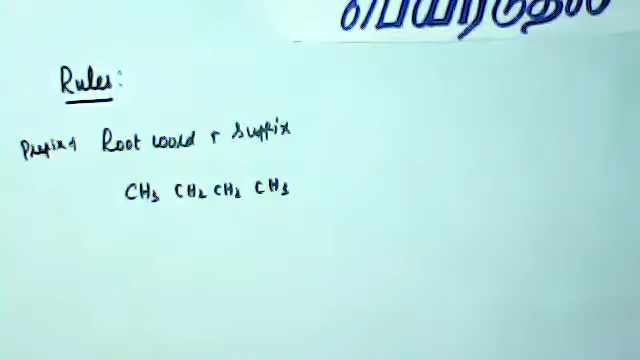 பெயரிடுதல்
Rules:
Prefix + Root word + Suffix
CH₃ CH₂ CH₂ CH₃